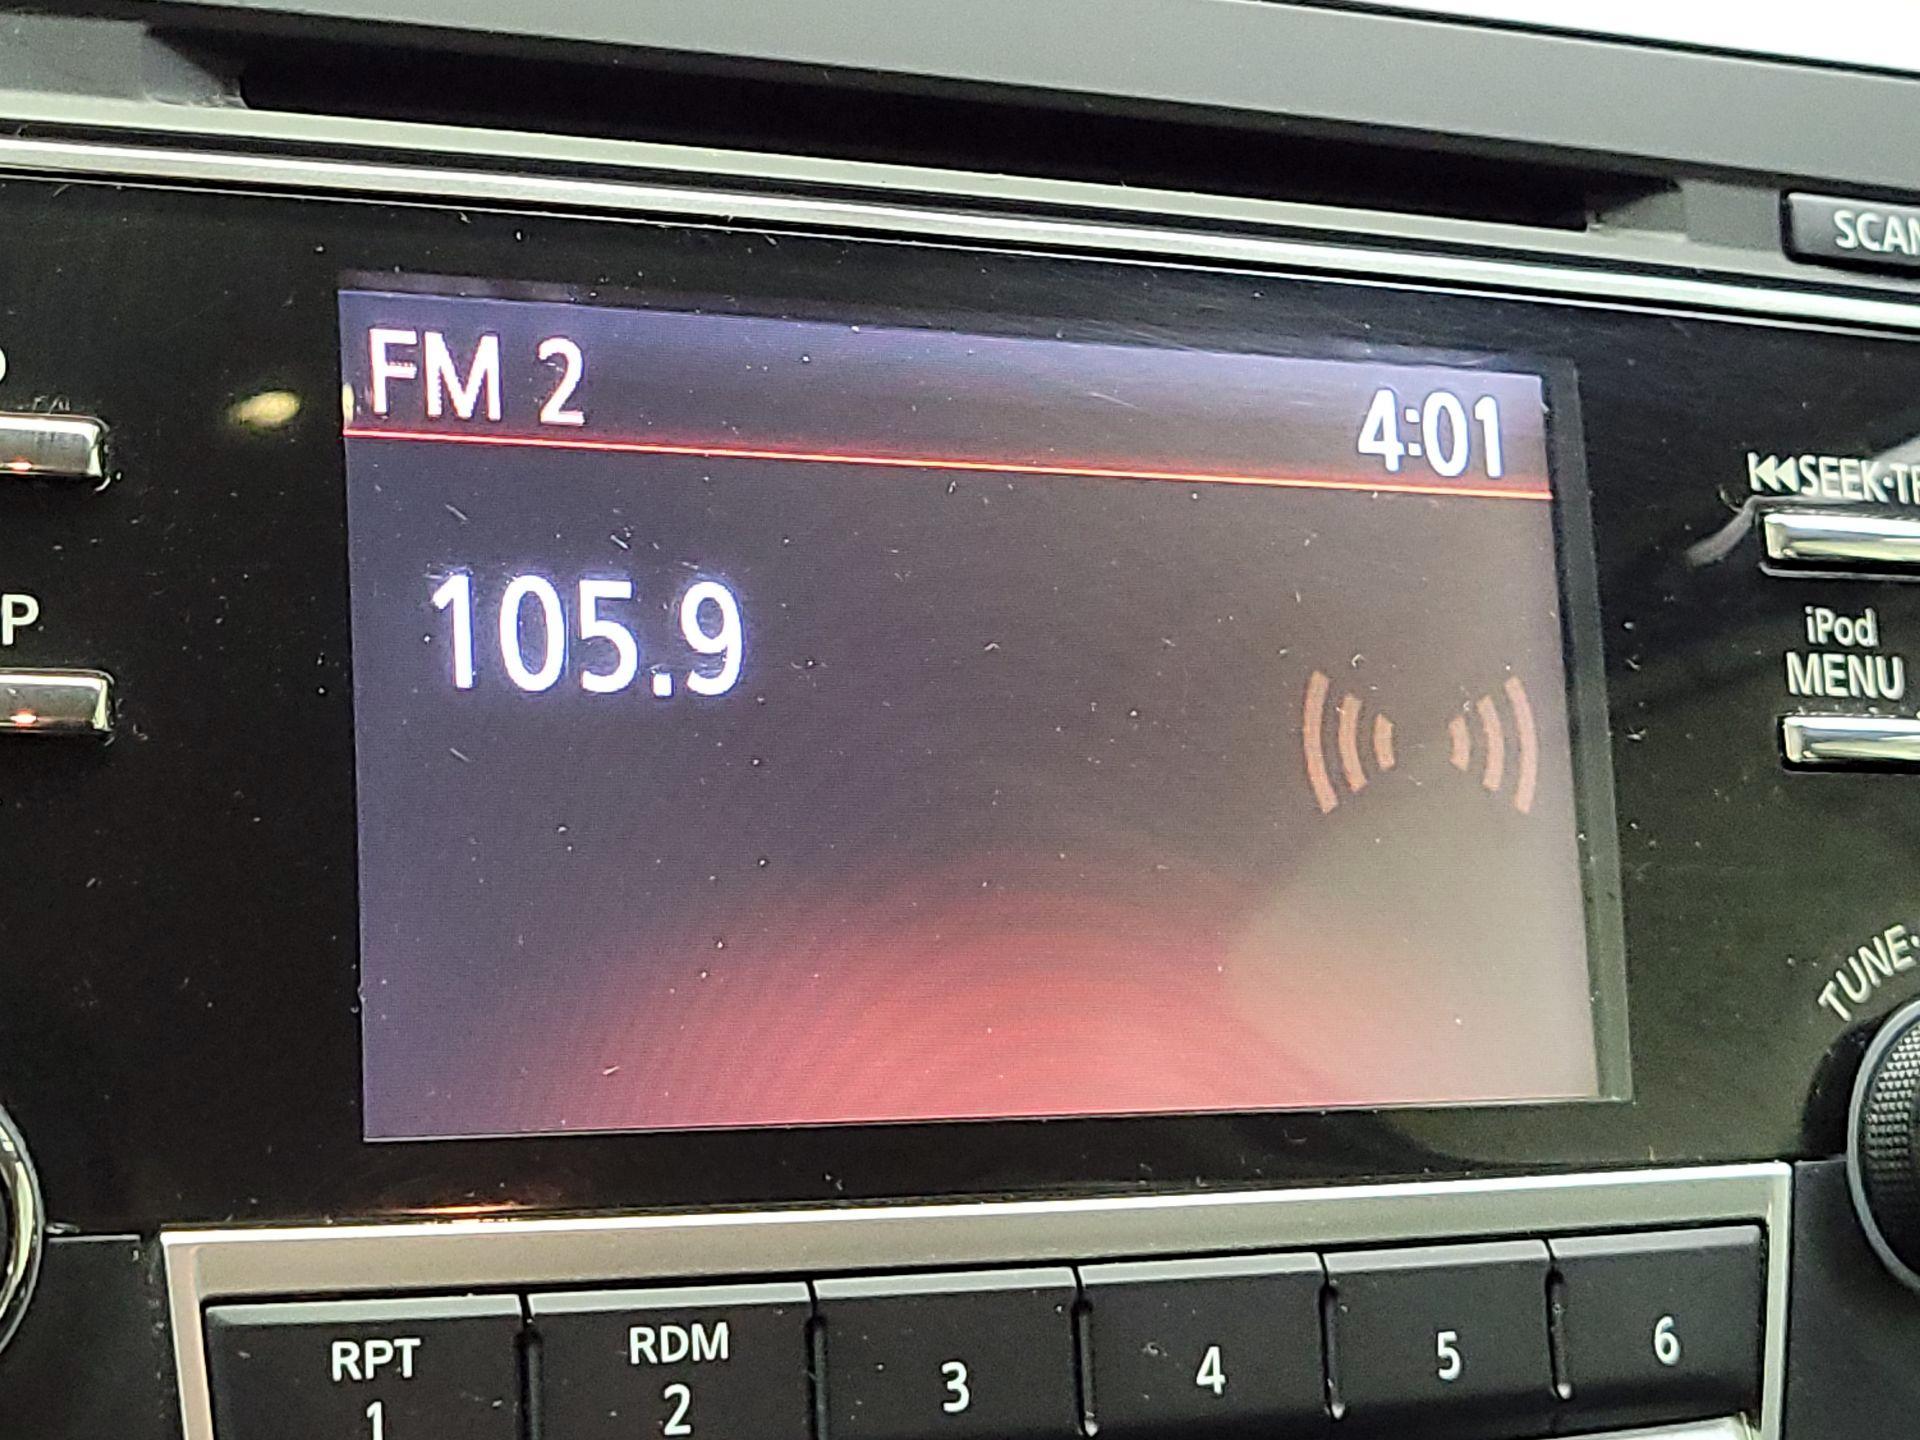 SCAN
FM 2
4:01
SEEK·TR
105.9
P
iPod
MENU
TUNE·
RPT
1
RDM
2
3
4
5
6